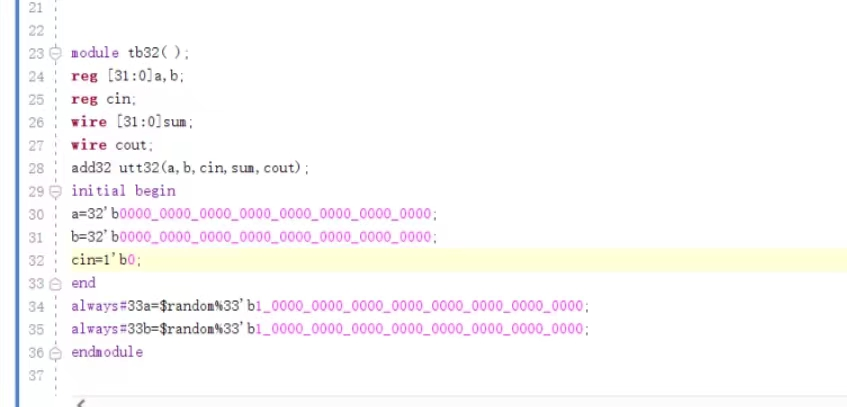 21
22
23 module tb32( );
24 reg [31:0]a,b;
25 reg cin;
26 wire [31:0]sum;
27 wire cout;
28 add32 utt32(a,b,cin,sum,cout);
29 initial begin
30 a=32'b0000_0000_0000_0000_0000_0000_0000_0000;
31 b=32'b0000_0000_0000_0000_0000_0000_0000_0000;
32 cin=1'b0;
33 end
34 always#33a=$random%33'b1_0000_0000_0000_0000_0000_0000_0000_0000;
35 always#33b=$random%33'b1_0000_0000_0000_0000_0000_0000_0000_0000;
36 endmodule
37